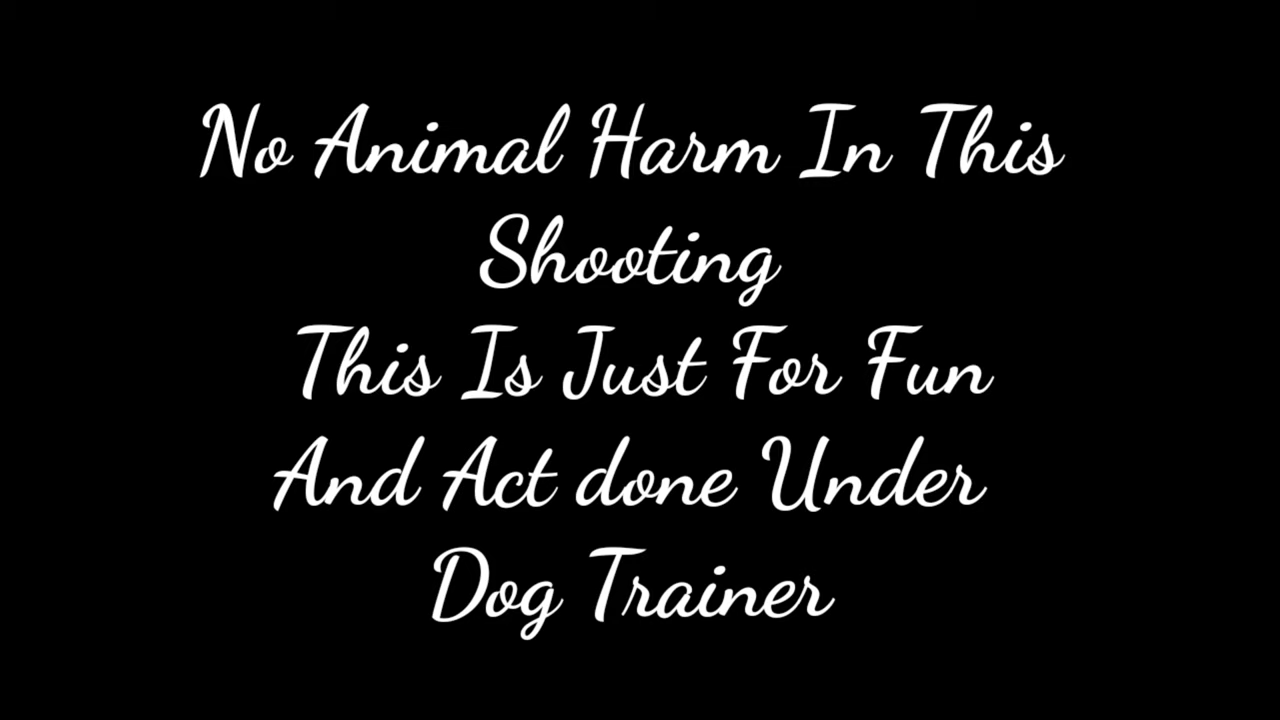 No Animal Harm In This
Shooting
This Is Just For Fun
And Act done Under
Dog Trainer